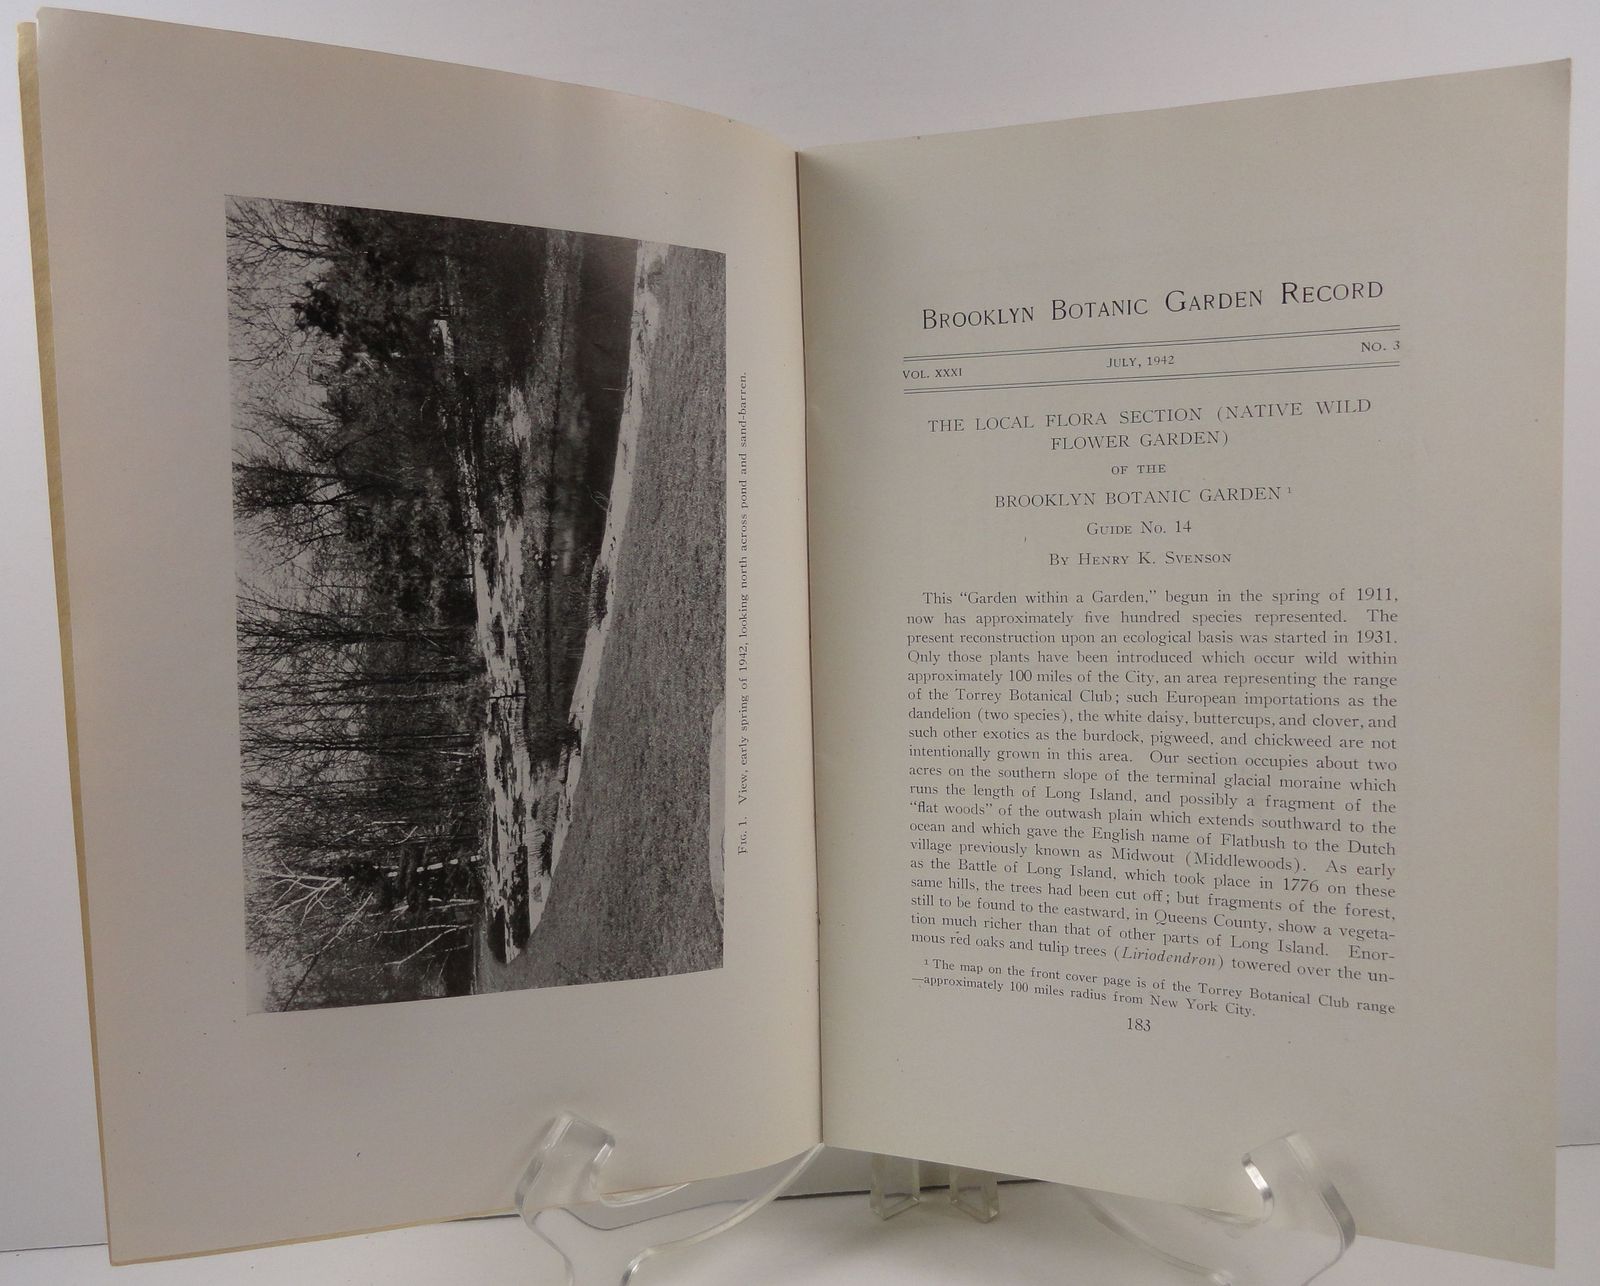 Fig. 1. View, early spring of 1942, looking north across pond and sand-barren.
Brooklyn Botanic Garden Record
VOL. XXXI JULY, 1942 NO. 3
THE LOCAL FLORA SECTION (NATIVE WILD
FLOWER GARDEN)
OF THE
BROOKLYN BOTANIC GARDEN ¹
Guide No. 14
By Henry K. Svenson
This “Garden within a Garden,” begun in the spring of 1911,
now has approximately five hundred species represented. The
present reconstruction upon an ecological basis was started in 1931.
Only those plants have been introduced which occur wild within
approximately 100 miles of the City, an area representing the range
of the Torrey Botanical Club; such European importations as the
dandelion (two species), the white daisy, buttercups, and clover, and
such other exotics as the burdock, pigweed, and chickweed are not
intentionally grown in this area. Our section occupies about two
acres on the southern slope of the terminal glacial moraine which
runs the length of Long Island, and possibly a fragment of the
“flat woods” of the outwash plain which extends southward to the
ocean and which gave the English name of Flatbush to the Dutch
village previously known as Midwout (Middlewoods). As early
as the Battle of Long Island, which took place in 1776 on these
same hills, the trees had been cut off; but fragments of the forest,
still to be found to the eastward, in Queens County, show a vegeta-
tion much richer than that of other parts of Long Island. Enor-
mous red oaks and tulip trees (Liriodendron) towered over the un-
¹ The map on the front cover page is of the Torrey Botanical Club range
—approximately 100 miles radius from New York City.
183